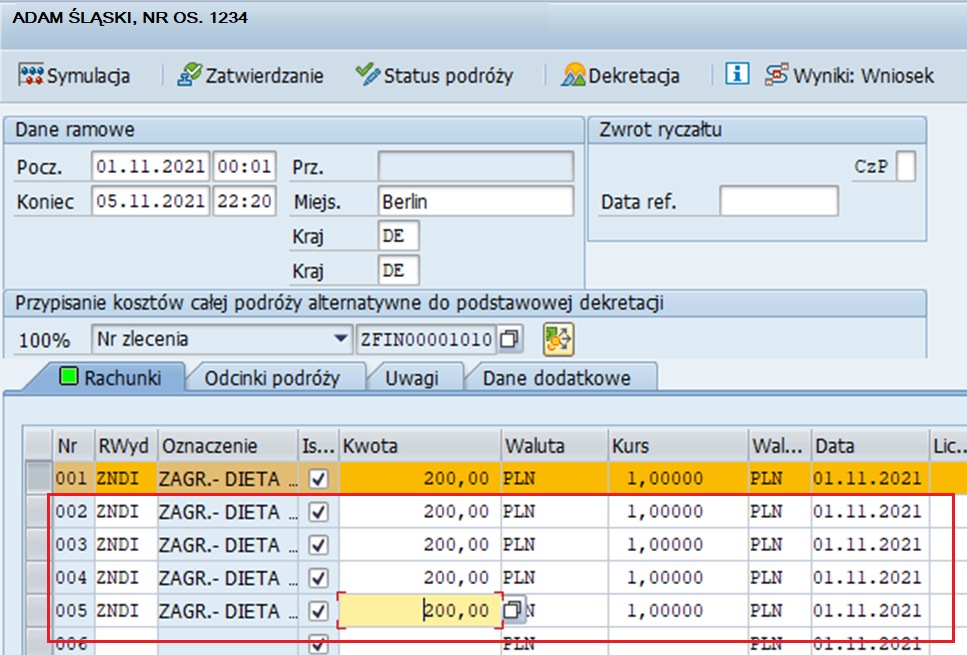 ADAM ŚLĄSKI, NR OS. 1234
Symulacja Zatwierdzanie Status podróży Dekretacja Wyniki: Wniosek
Dane ramowe Zwrot ryczałtu
Pocz. 01.11.2021 00:01 Prz. CzP
Koniec 05.11.2021 22:20 Miejs. Berlin Data ref.
Kraj DE
Kraj DE
Przypisanie kosztów całej podróży alternatywne do podstawowej dekretacji
100% Nr zlecenia ZFIN00001010
Rachunki Odcinki podróży Uwagi Dane dodatkowe
Nr RWyd Oznaczenie Is... Kwota Waluta Kurs Wal... Data Lic...
001 ZNDI ZAGR.- DIETA ... 200,00 PLN 1,00000 PLN 01.11.2021
002 ZNDI ZAGR.- DIETA ... 200,00 PLN 1,00000 PLN 01.11.2021
003 ZNDI ZAGR.- DIETA ... 200,00 PLN 1,00000 PLN 01.11.2021
004 ZNDI ZAGR.- DIETA ... 200,00 PLN 1,00000 PLN 01.11.2021
005 ZNDI ZAGR.- DIETA ... 200,00 N 1,00000 PLN 01.11.2021
006 PLN PLN 01.11.2021